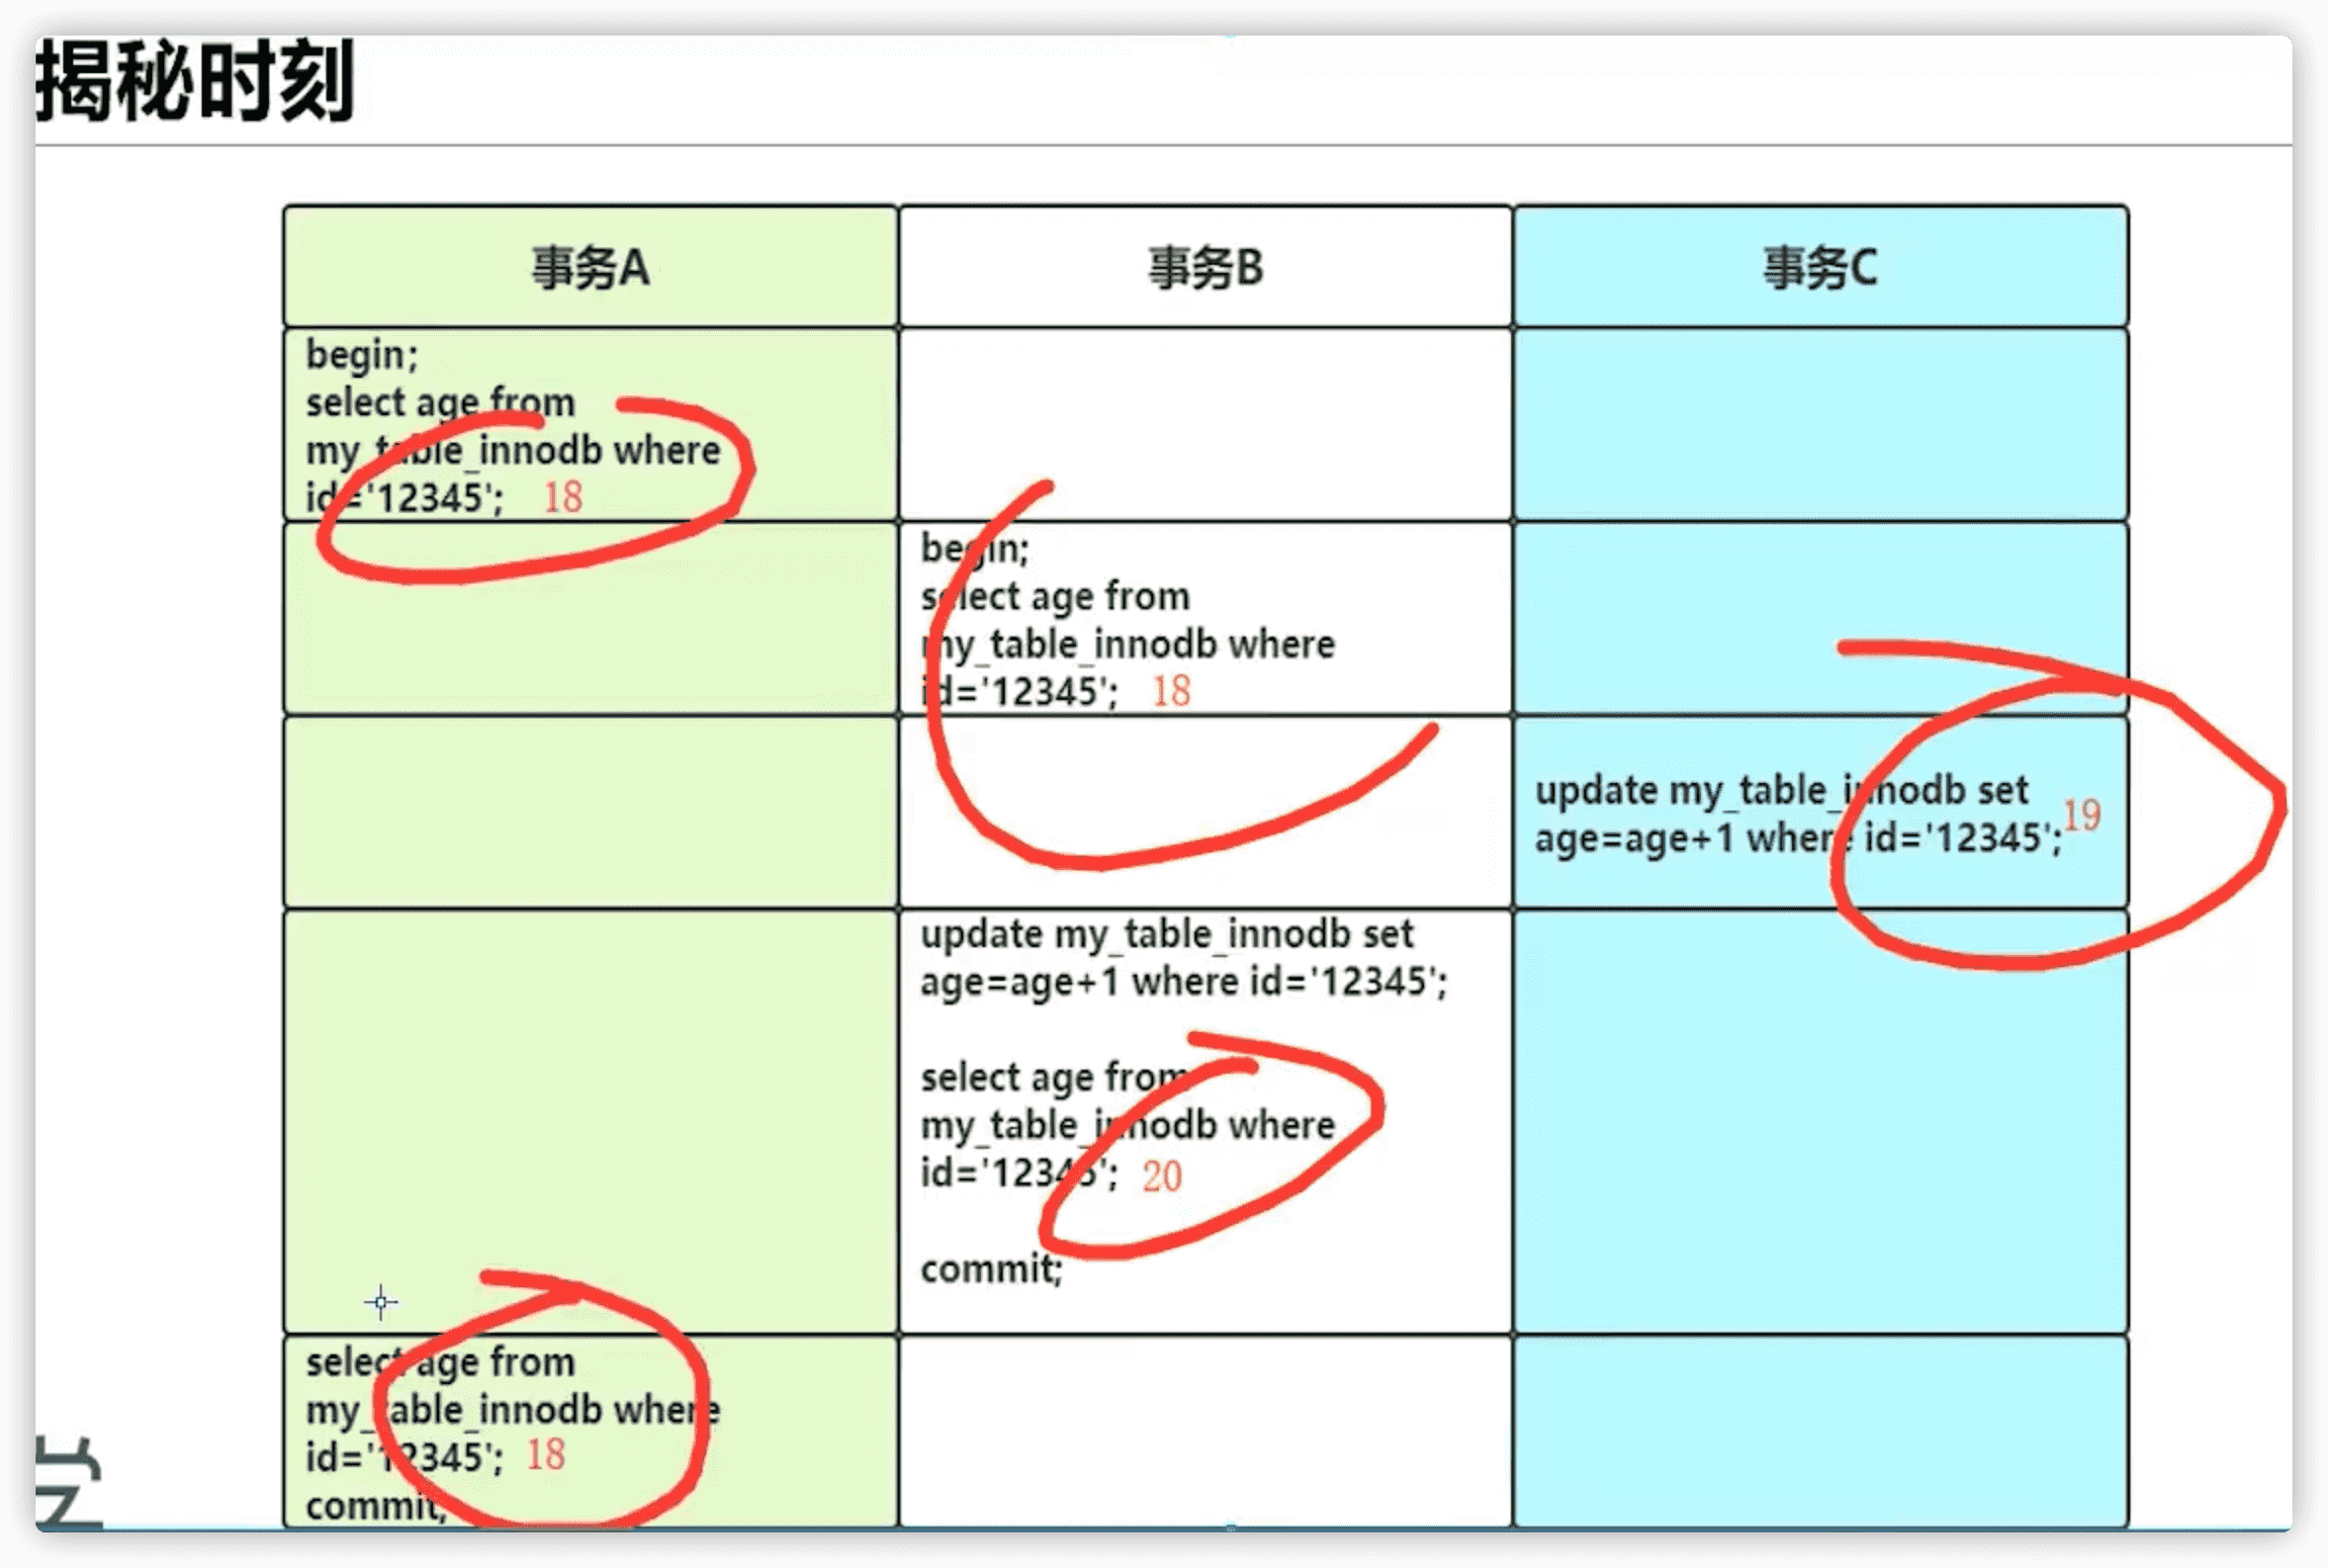 揭秘时刻
事务A
事务B
事务C
begin;
select age from
my_table_innodb where
id='12345'; 18
begin;
select age from
my_table_innodb where
id='12345'; 18
update my_table_innodb set
age=age+1 where id='12345'; 19
update my_table_innodb set
age=age+1 where id='12345';
select age from
my_table_innodb where
id='12345'; 20
commit;
select age from
my_table_innodb where
id='12345'; 18
commit;